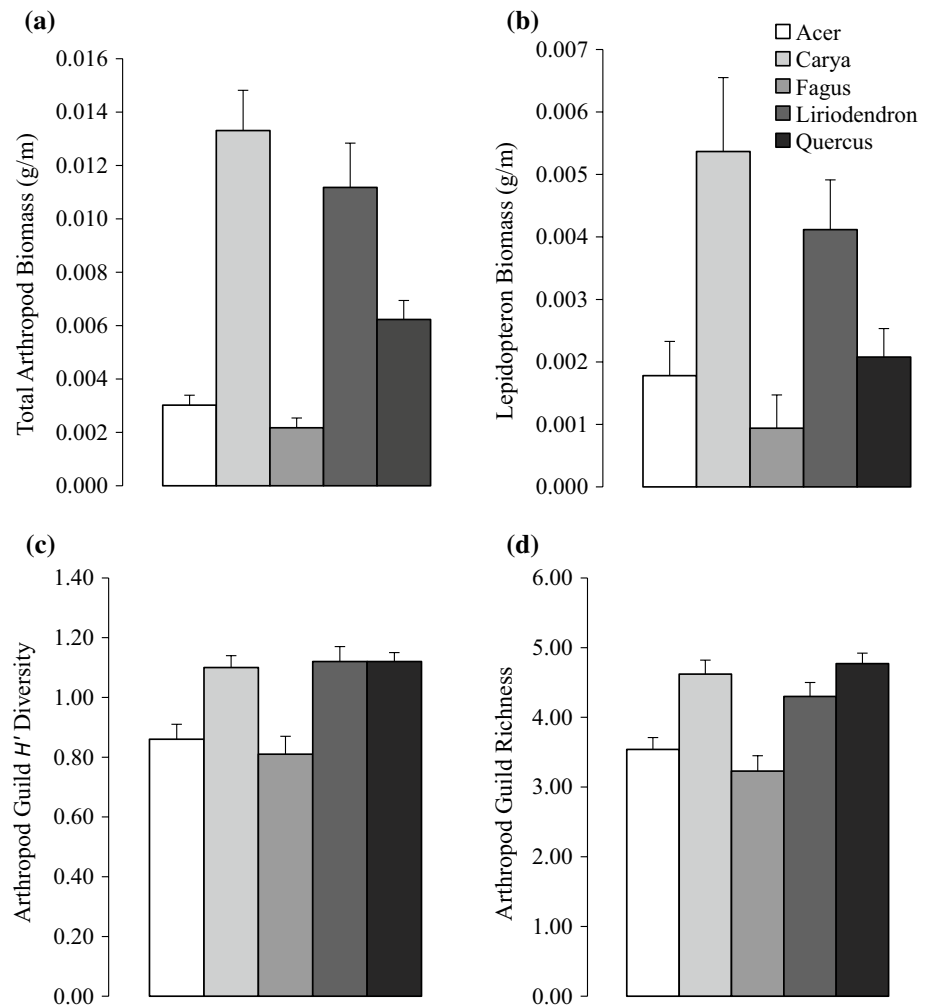 (a)
Total Arthropod Biomass (g/m)
0.016
0.014
0.012
0.010
0.008
0.006
0.004
0.002
0.000
(b)
Lepidopteron Biomass (g/m)
0.007
0.006
0.005
0.004
0.003
0.002
0.001
0.000
Acer
Carya
Fagus
Liriodendron
Quercus
(c)
Arthropod Guild H′ Diversity
1.40
1.20
1.00
0.80
0.60
0.40
0.20
0.00
(d)
Arthropod Guild Richness
6.00
5.00
4.00
3.00
2.00
1.00
0.00